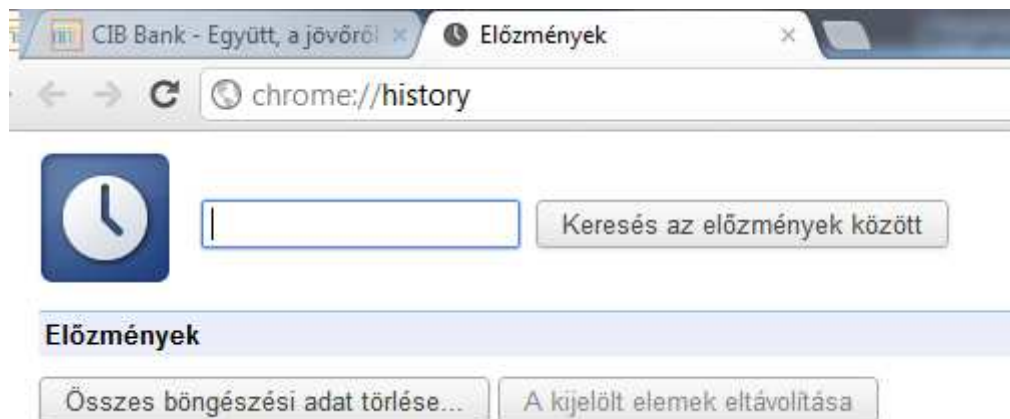 CIB Bank - Együtt, a jövőről
Előzmények
chrome://history
Keresés az előzmények között
Előzmények
Összes böngészési adat törlése...
A kijelölt elemek eltávolítása